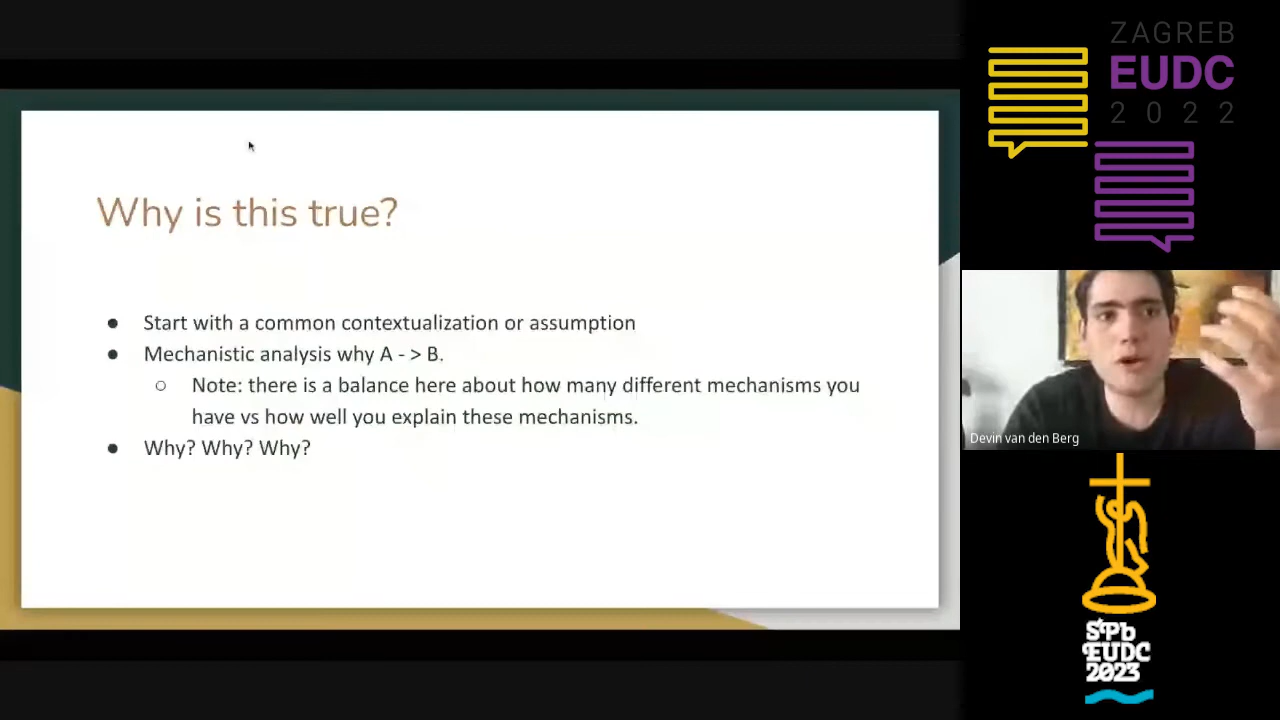 Why is this true?
● Start with a common contextualization or assumption
● Mechanistic analysis why A - > B.
○ Note: there is a balance here about how many different mechanisms you
have vs how well you explain these mechanisms.
● Why? Why? Why?
ZAGREB
EUDC
2022
Devin van den Berg
SPb
EUDC
2023